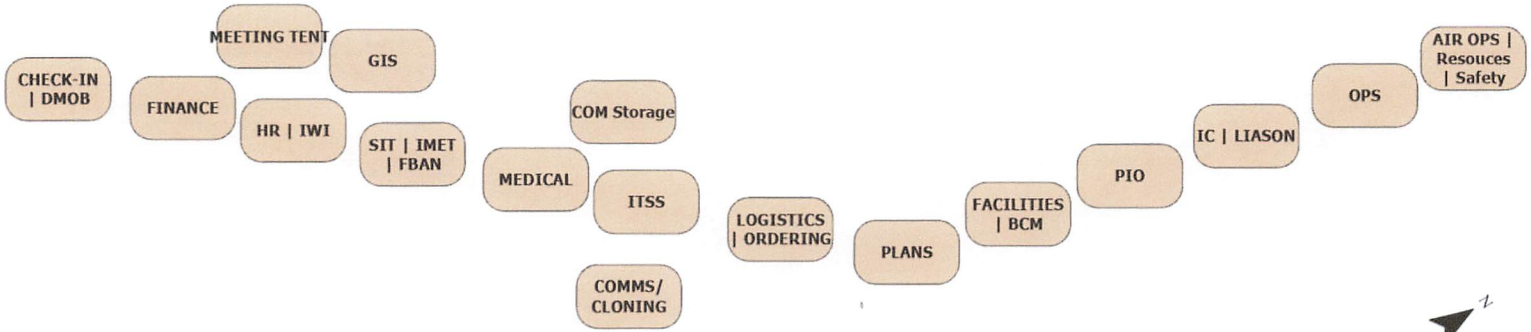 MEETING TENT
GIS
CHECK-IN
| DMOB
FINANCE
HR | IWI
SIT | IMET
| FBAN
COM Storage
MEDICAL
ITSS
COMMS/
CLONING
LOGISTICS
| ORDERING
PLANS
FACILITIES
| BCM
PIO
IC | LIASON
OPS
AIR OPS |
Resouces
| Safety
N